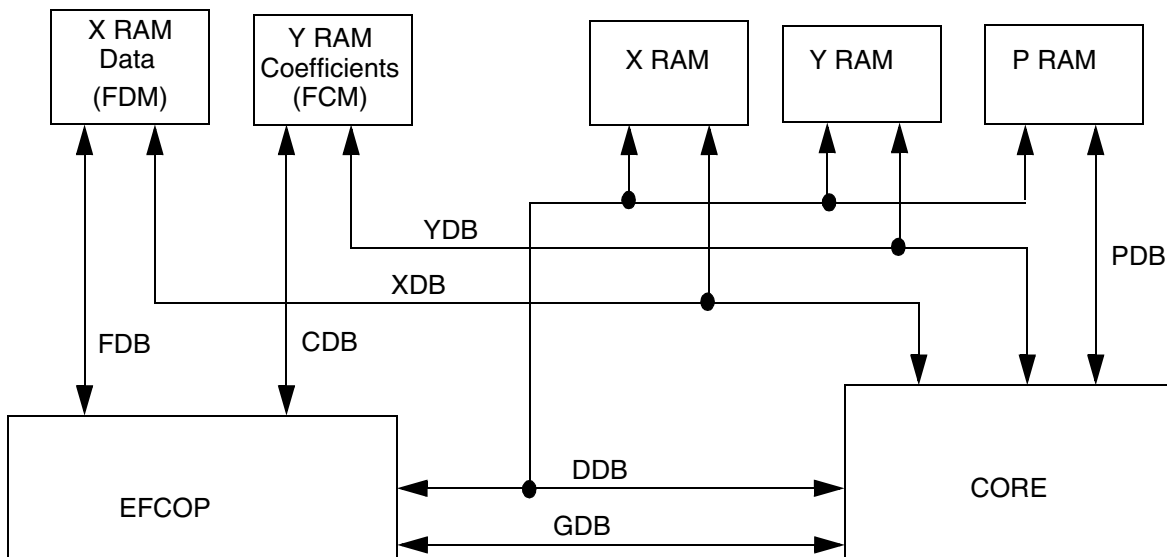 X RAM
Data
(FDM)
Y RAM
Coefficients
(FCM)
X RAM
Y RAM
P RAM
YDB
XDB
PDB
FDB
CDB
DDB
GDB
EFCOP
CORE